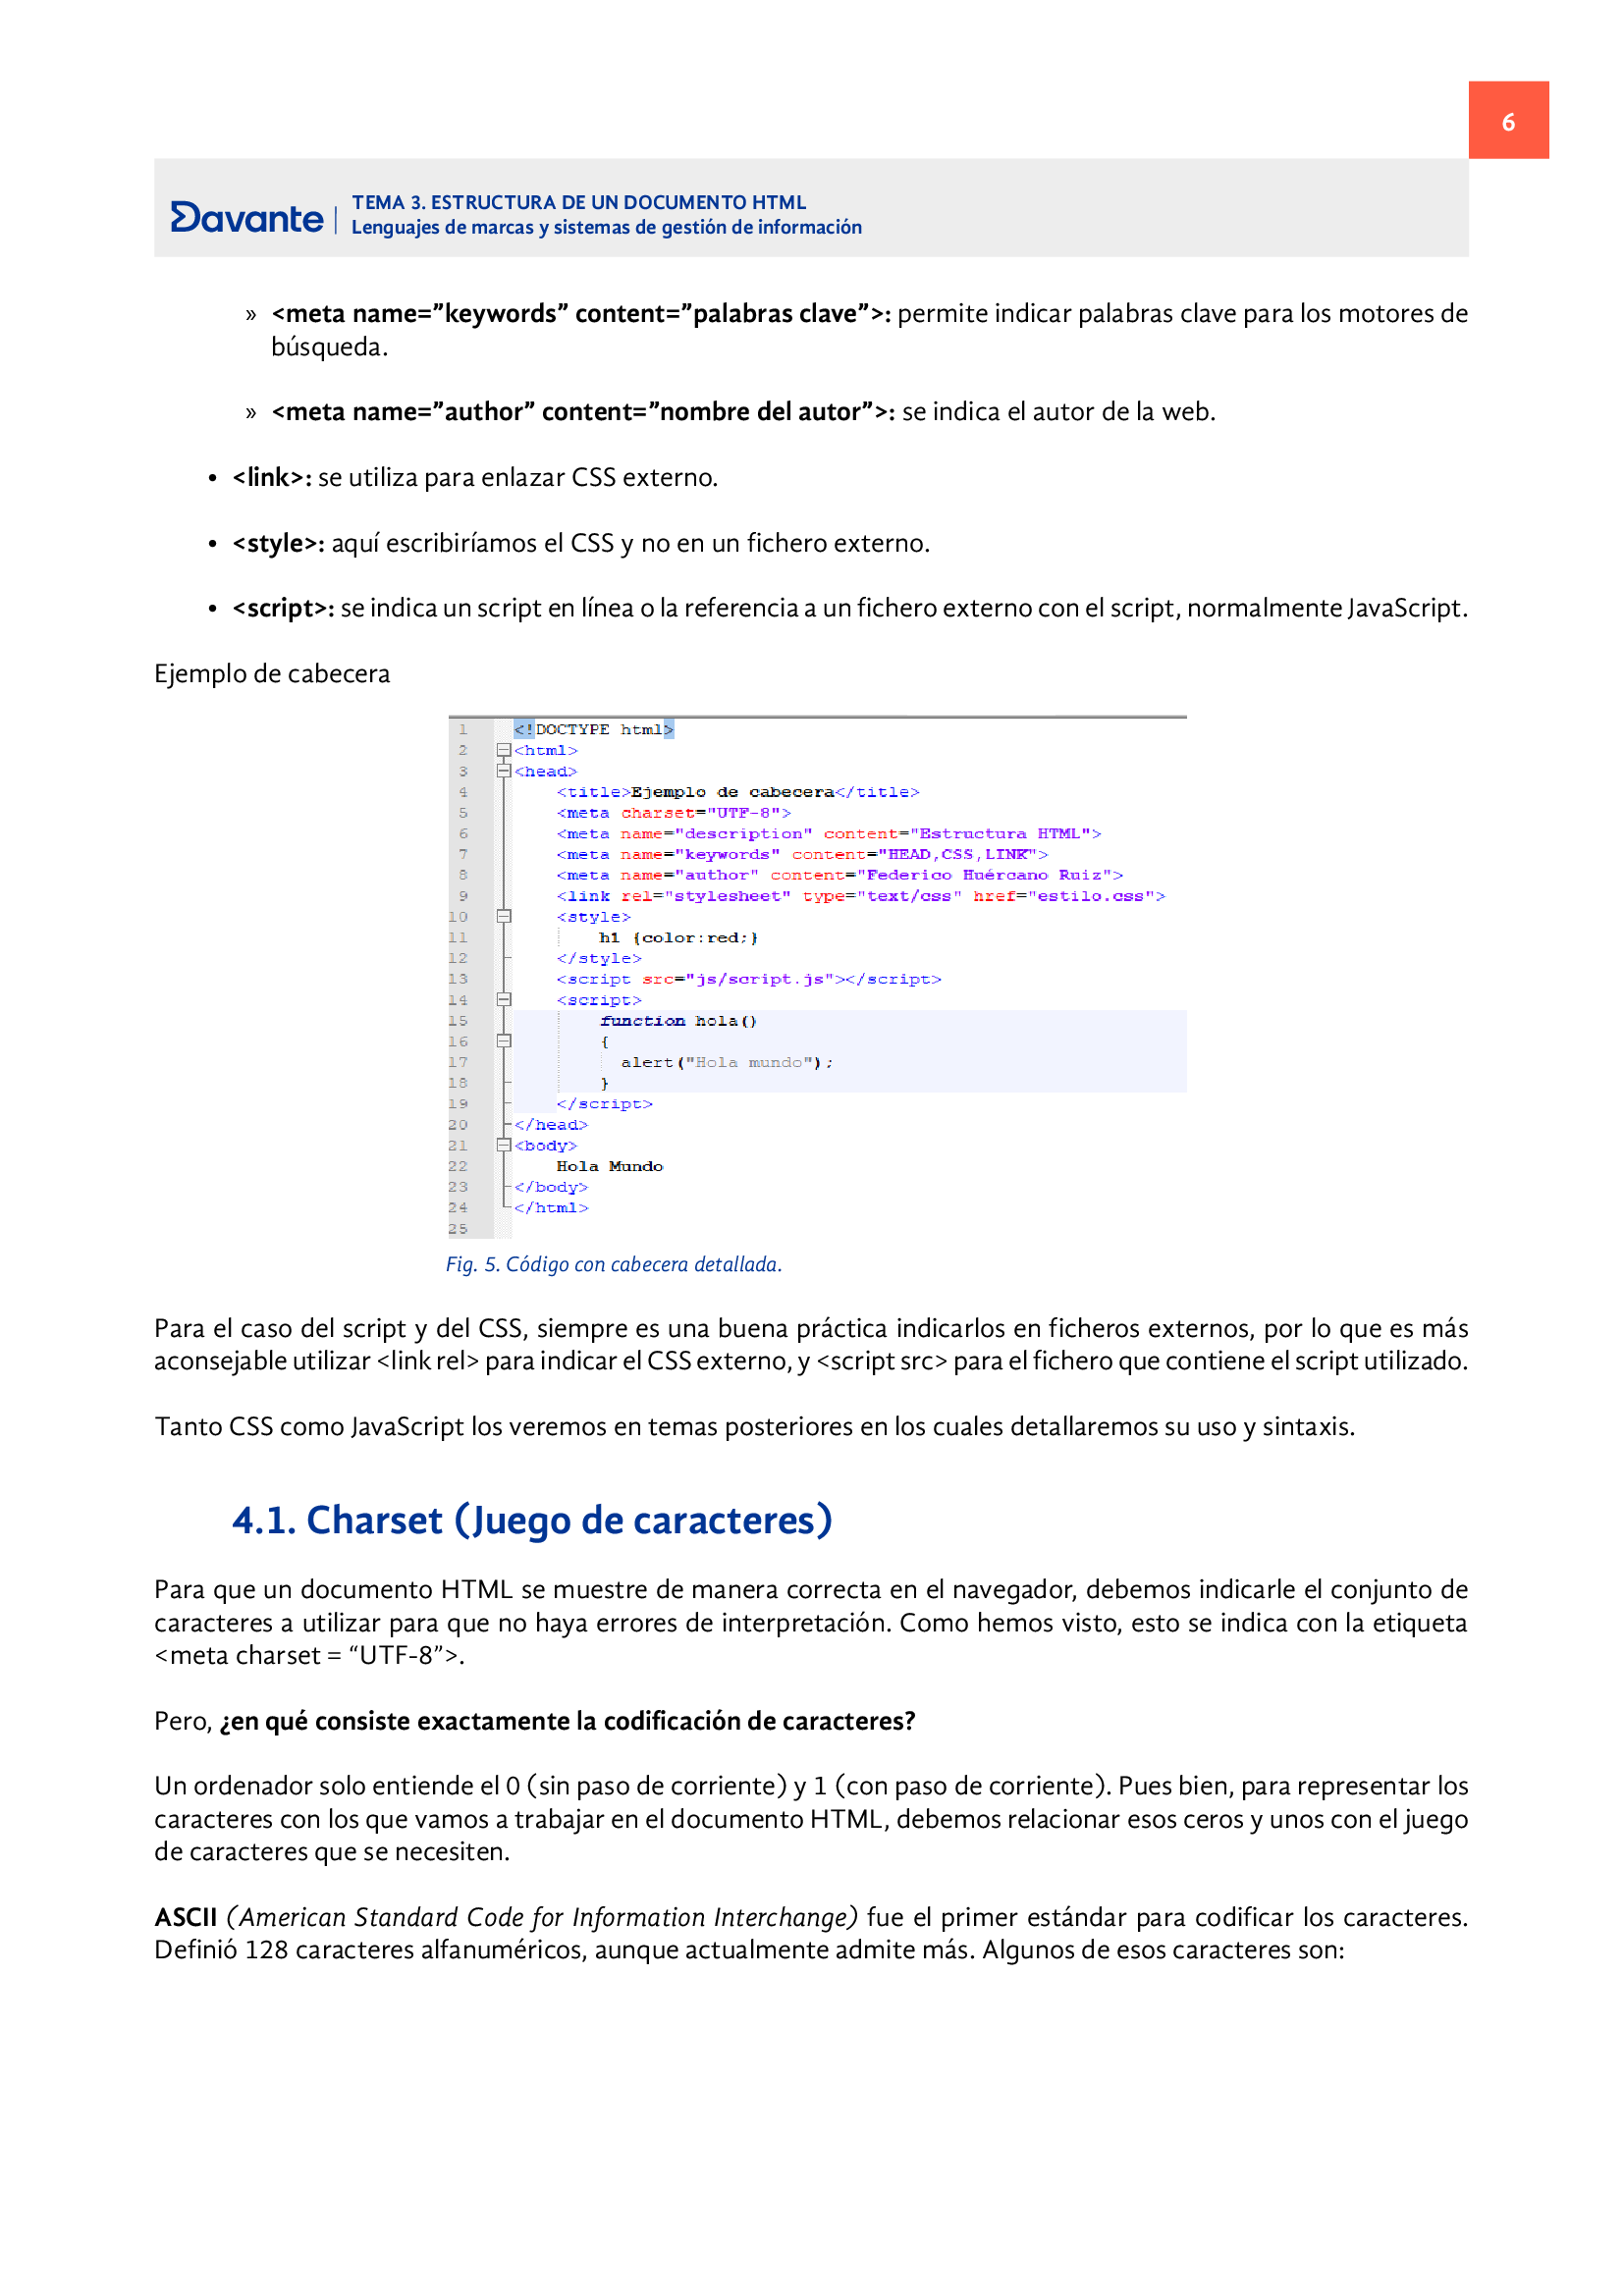 6
Davante
TEMA 3. ESTRUCTURA DE UN DOCUMENTO HTML
Lenguajes de marcas y sistemas de gestión de información
» <meta name=”keywords” content=”palabras clave”>: permite indicar palabras clave para los motores de
búsqueda.
» <meta name=”author” content=”nombre del autor”>: se indica el autor de la web.
• <link>: se utiliza para enlazar CSS externo.
• <style>: aquí escribiríamos el CSS y no en un fichero externo.
• <script>: se indica un script en línea o la referencia a un fichero externo con el script, normalmente JavaScript.
Ejemplo de cabecera
1 <!DOCTYPE html>
2 <html>
3 <head>
4 <title>Ejemplo de cabecera</title>
5 <meta charset="UTF-8">
6 <meta name="description" content="Estructura HTML">
7 <meta name="keywords" content="HEAD,CSS,LINK">
8 <meta name="author" content="Federico Huércano Ruiz">
9 <link rel="stylesheet" type="text/css" href="estilo.css">
10 <style>
11 h1 {color:red;}
12 </style>
13 <script src="js/script.js"></script>
14 <script>
15 function hola()
16 {
17 alert("Hola mundo");
18 }
19 </script>
20 </head>
21 <body>
22 Hola Mundo
23 </body>
24 </html>
25
Fig. 5. Código con cabecera detallada.
Para el caso del script y del CSS, siempre es una buena práctica indicarlos en ficheros externos, por lo que es más
aconsejable utilizar <link rel> para indicar el CSS externo, y <script src> para el fichero que contiene el script utilizado.
Tanto CSS como JavaScript los veremos en temas posteriores en los cuales detallaremos su uso y sintaxis.
4.1. Charset (Juego de caracteres)
Para que un documento HTML se muestre de manera correcta en el navegador, debemos indicarle el conjunto de
caracteres a utilizar para que no haya errores de interpretación. Como hemos visto, esto se indica con la etiqueta
<meta charset = “UTF-8”>.
Pero, ¿en qué consiste exactamente la codificación de caracteres?
Un ordenador solo entiende el 0 (sin paso de corriente) y 1 (con paso de corriente). Pues bien, para representar los
caracteres con los que vamos a trabajar en el documento HTML, debemos relacionar esos ceros y unos con el juego
de caracteres que se necesiten.
ASCII (American Standard Code for Information Interchange) fue el primer estándar para codificar los caracteres.
Definió 128 caracteres alfanuméricos, aunque actualmente admite más. Algunos de esos caracteres son: